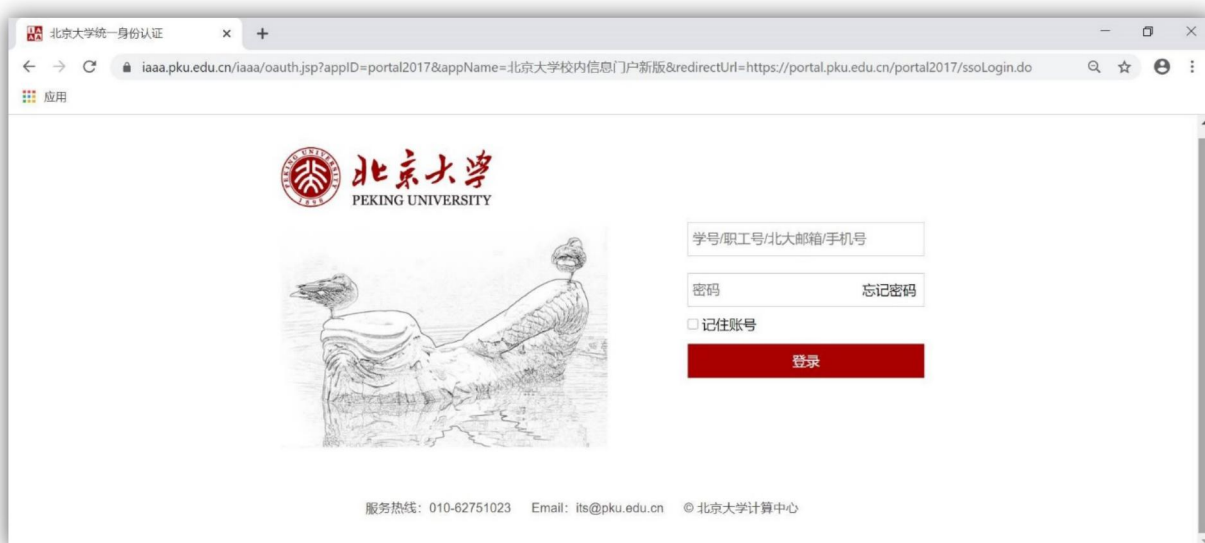 北京大学统一身份认证
iaaa.pku.edu.cn/iaaa/oauth.jsp?appID=portal2017&appName=北京大学校内信息门户新版&redirectUrl=https://portal.pku.edu.cn/portal2017/ssoLogin.do
应用
PEKING UNIVERSITY
1898
北京大学
PEKING UNIVERSITY
学号/职工号/北大邮箱/手机号
密码 忘记密码
记住账号
登录
服务热线：010-62751023 Email：its@pku.edu.cn ©北京大学计算中心